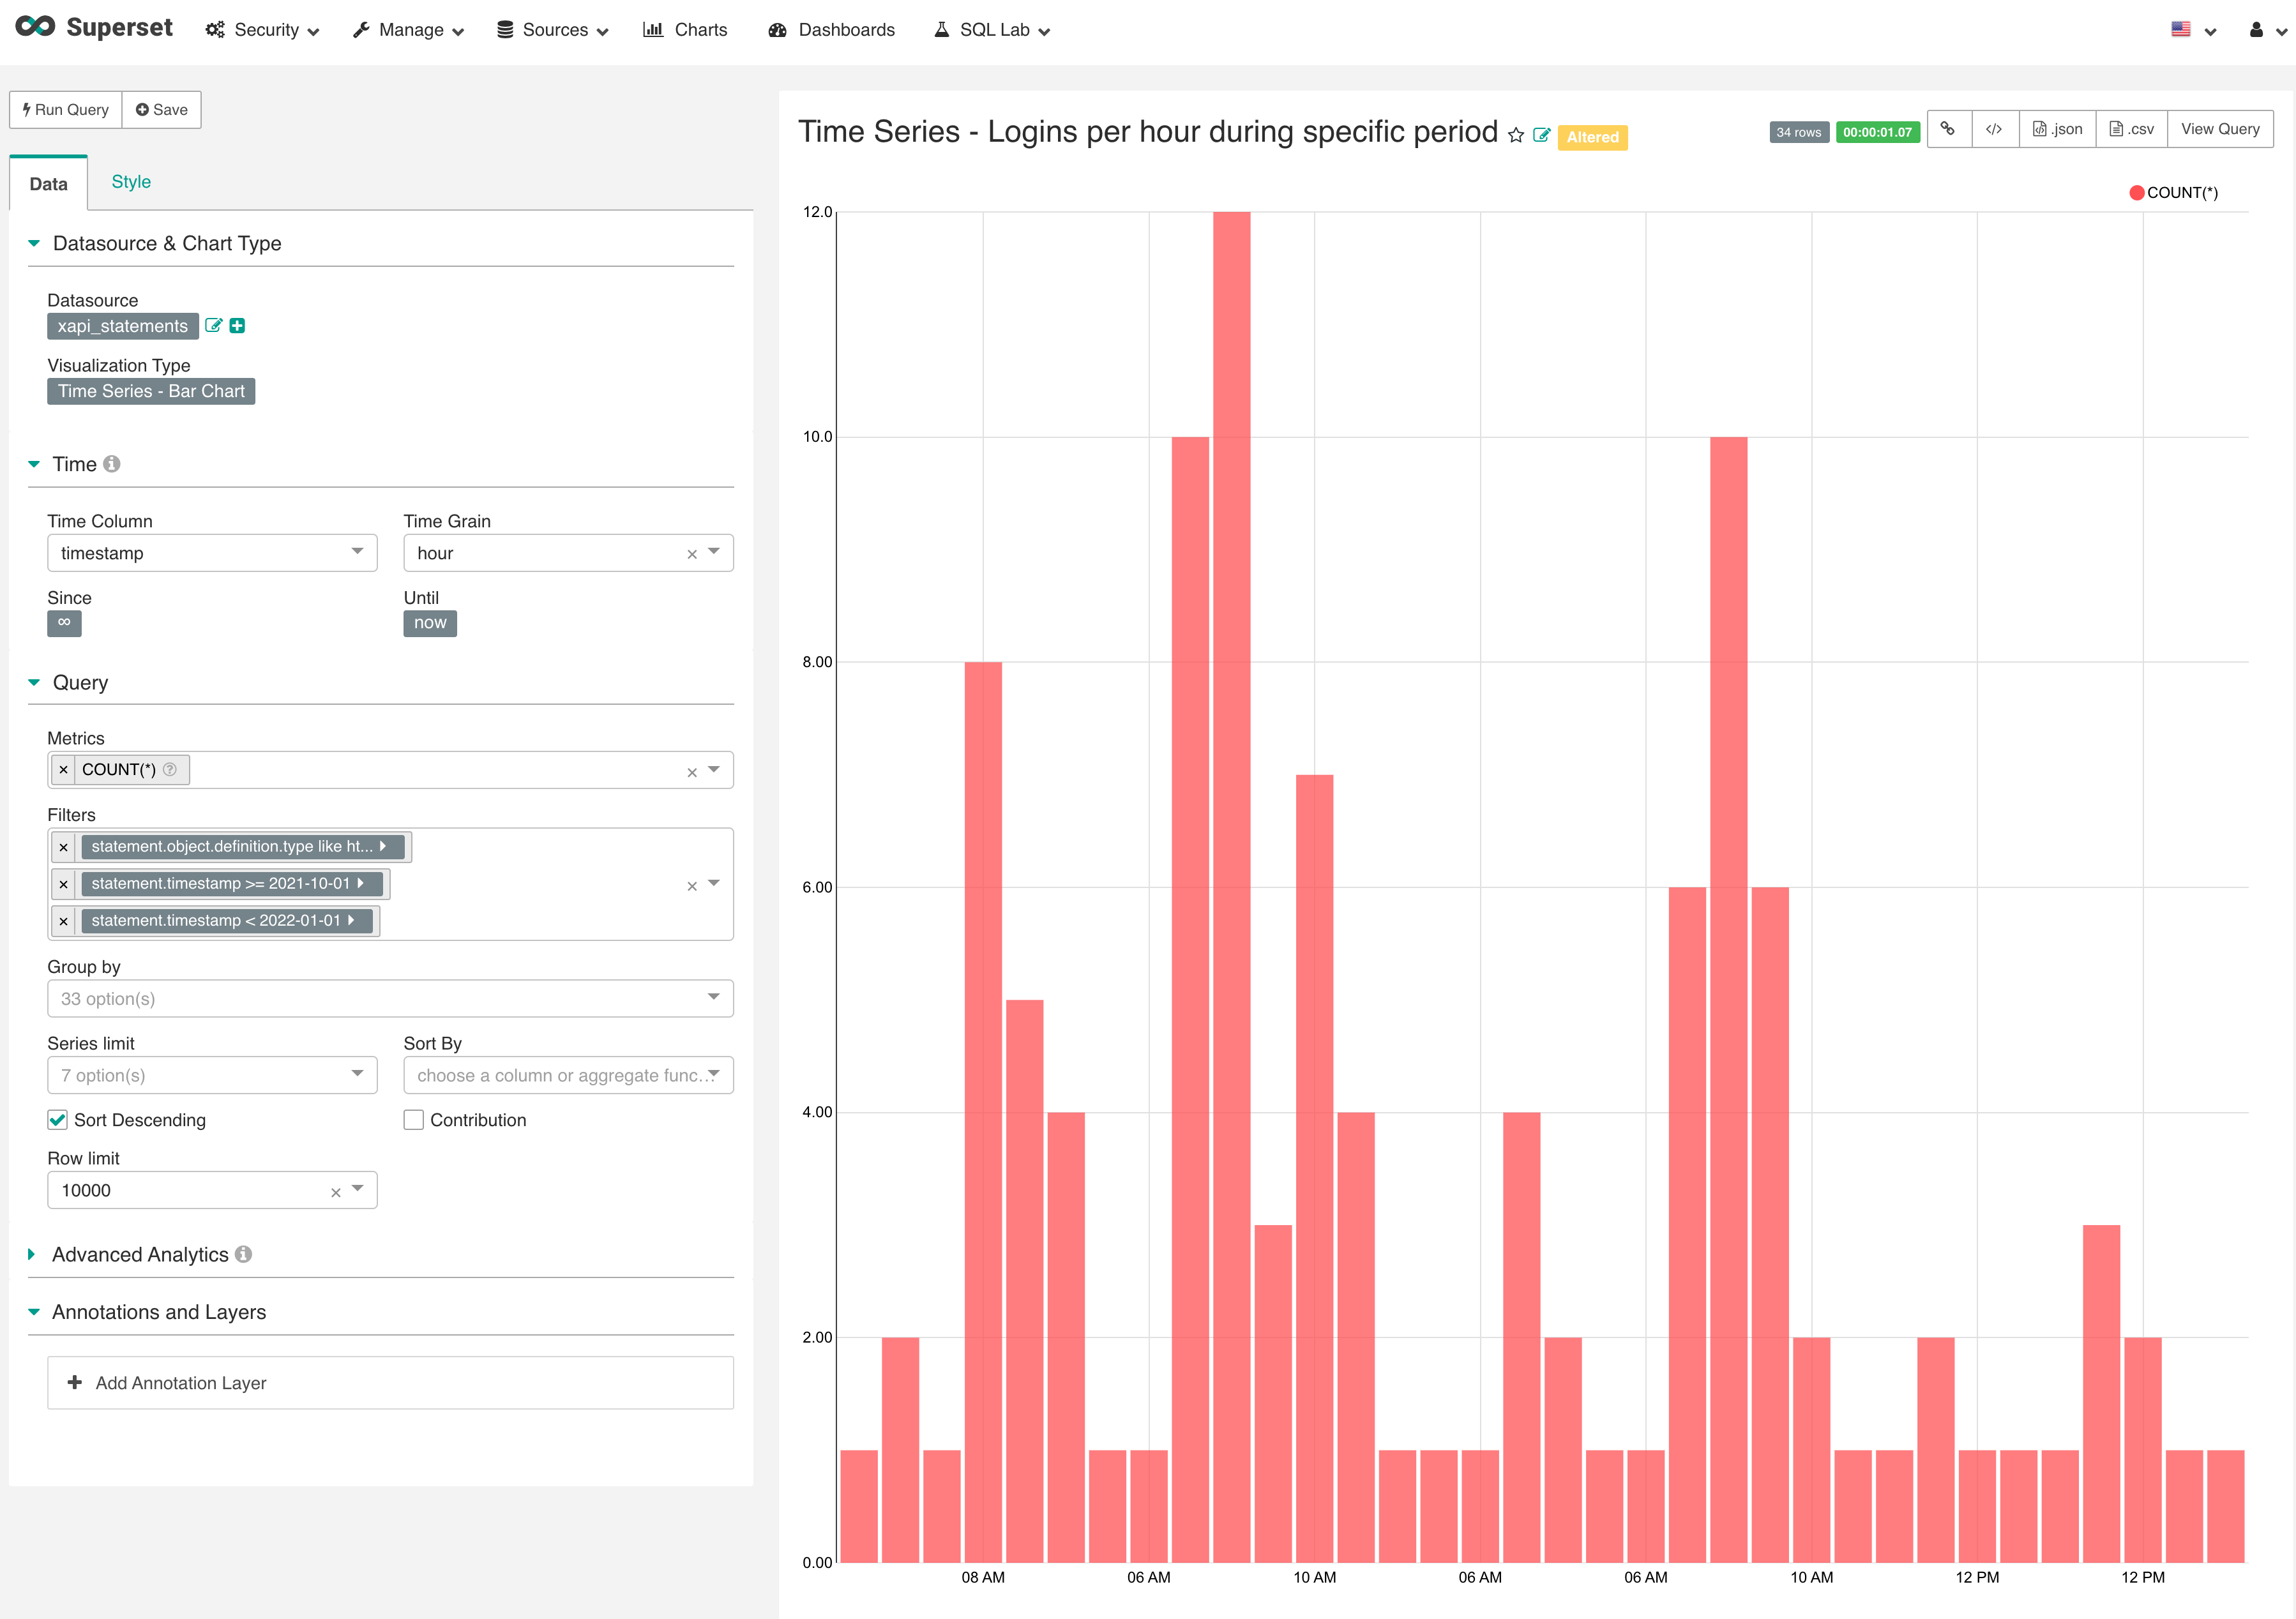 Superset Security Manage Sources Charts Dashboards SQL Lab
Run Query Save
Data Style
Datasource & Chart Type
Datasource
xapi_statements
Visualization Type
Time Series - Bar Chart
Time
Time Column Time Grain
timestamp hour
Since Until
∞ now
Query
Metrics
COUNT(*)
Filters
statement.object.definition.type like ht...
statement.timestamp >= 2021-10-01
statement.timestamp < 2022-01-01
Group by
33 option(s)
Series limit Sort By
7 option(s) choose a column or aggregate func...
Sort Descending Contribution
Row limit
10000
Advanced Analytics
Annotations and Layers
Add Annotation Layer
Time Series - Logins per hour during specific period Altered
34 rows 00:00:01.07 .json .csv View Query
COUNT(*)
12.0
10.0
8.00
6.00
4.00
2.00
0.00
08 AM 06 AM 10 AM 06 AM 06 AM 10 AM 12 PM 12 PM